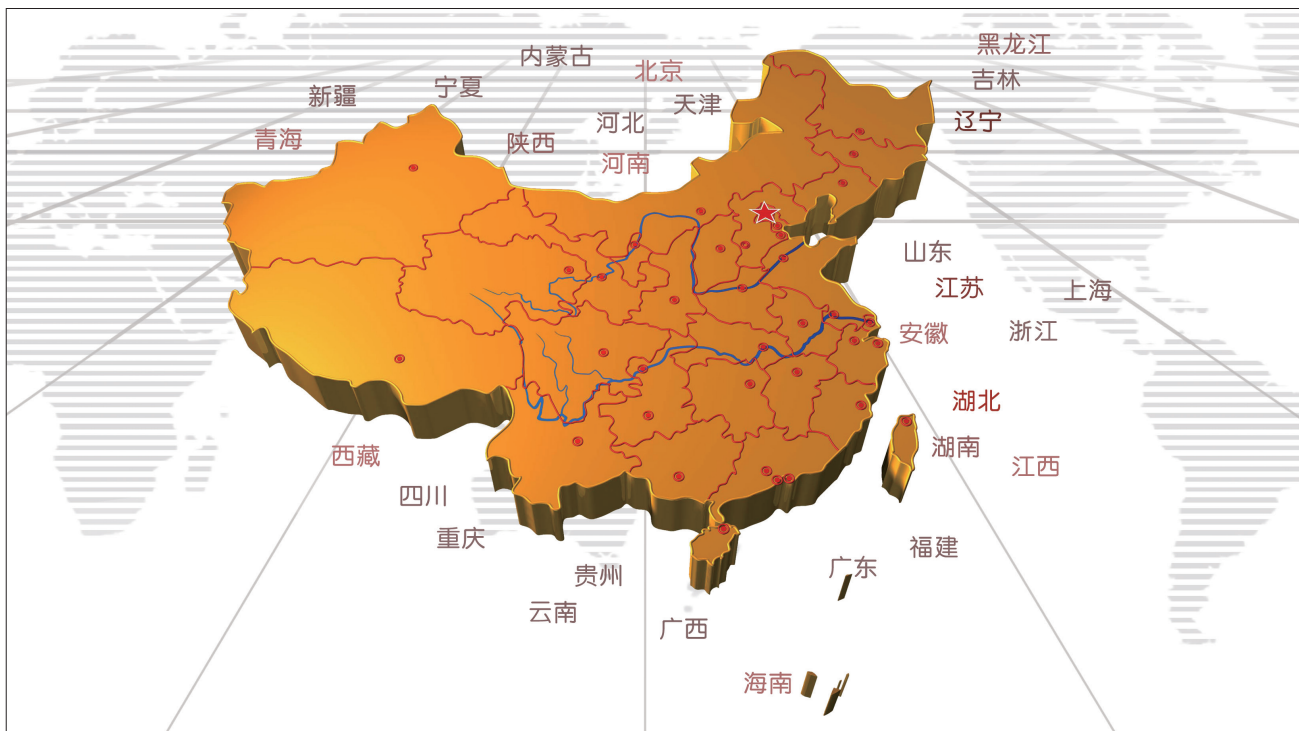 黑龙江
内蒙古
北京
吉林
宁夏
新疆
天津
辽宁
河北
青海
陕西
河南
山东
江苏
上海
安徽
浙江
湖北
湖南
西藏
江西
四川
重庆
福建
贵州
广东
云南
广西
海南